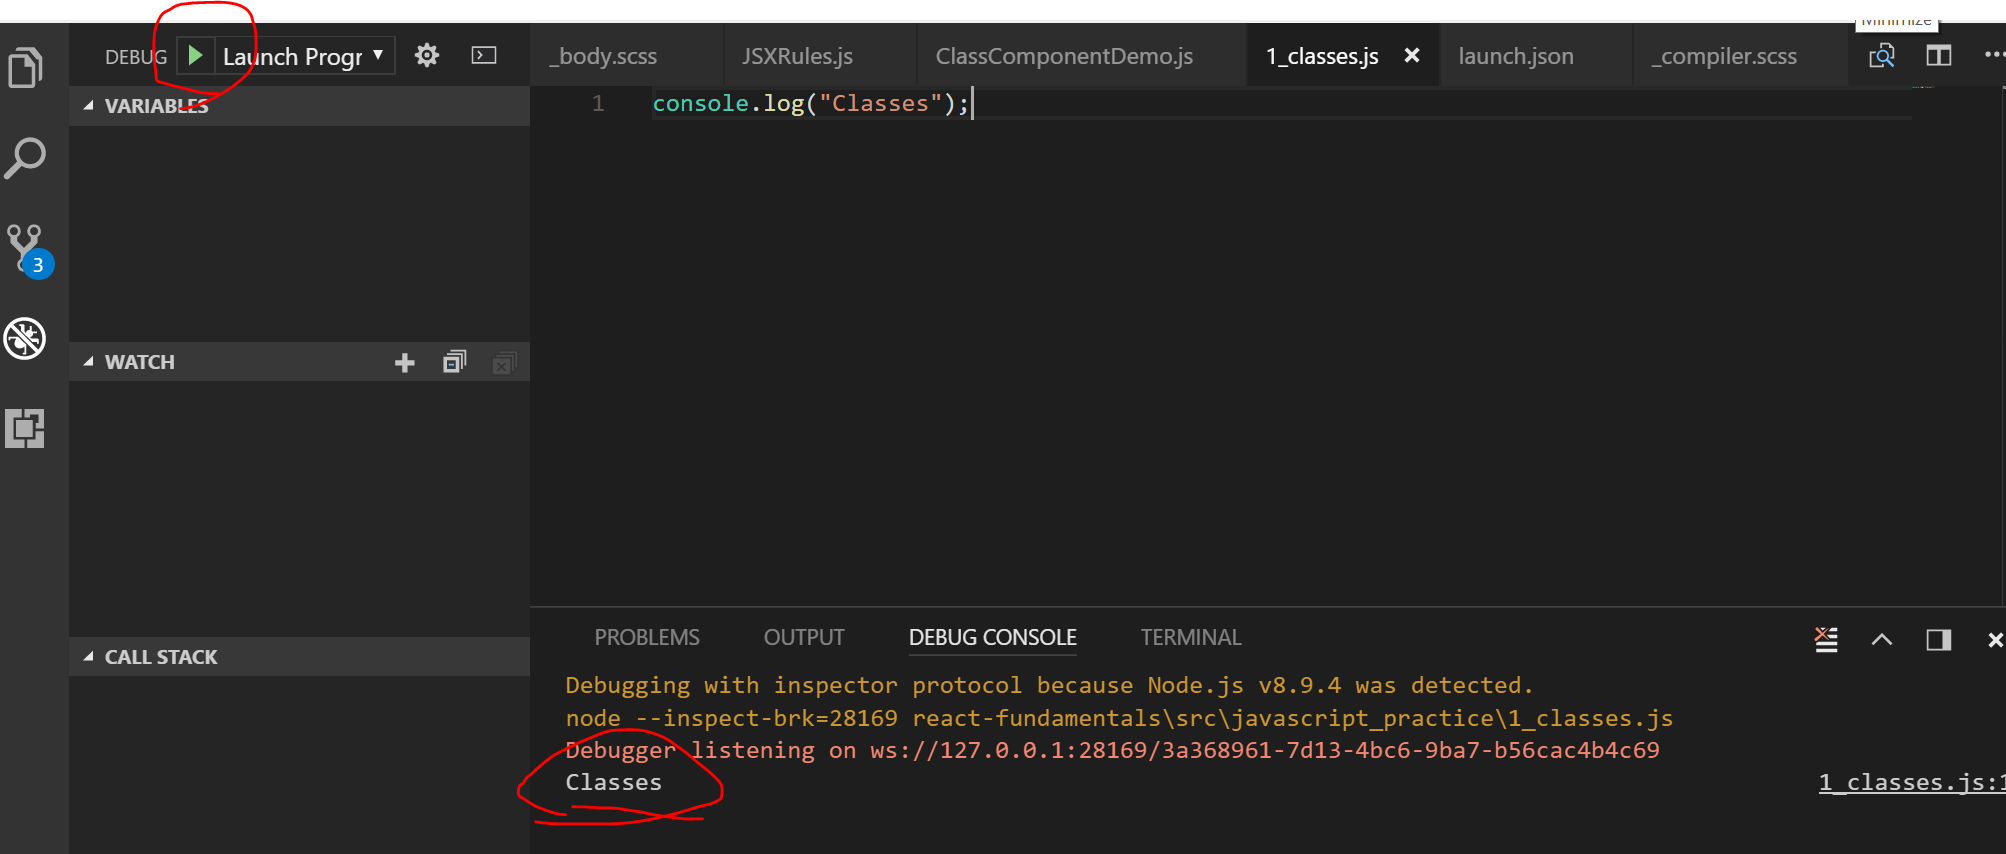 Minimize
DEBUG Launch Progr
_body.scss JSXRules.js ClassComponentDemo.js 1_classes.js launch.json _compiler.scss
VARIABLES
1 console.log("Classes");
3
WATCH
CALL STACK
PROBLEMS OUTPUT DEBUG CONSOLE TERMINAL
Debugging with inspector protocol because Node.js v8.9.4 was detected.
node --inspect-brk=28169 react-fundamentals\src\javascript_practice\1_classes.js
Debugger listening on ws://127.0.0.1:28169/3a368961-7d13-4bc6-9ba7-b56cac4b4c69
Classes 1_classes.js:1